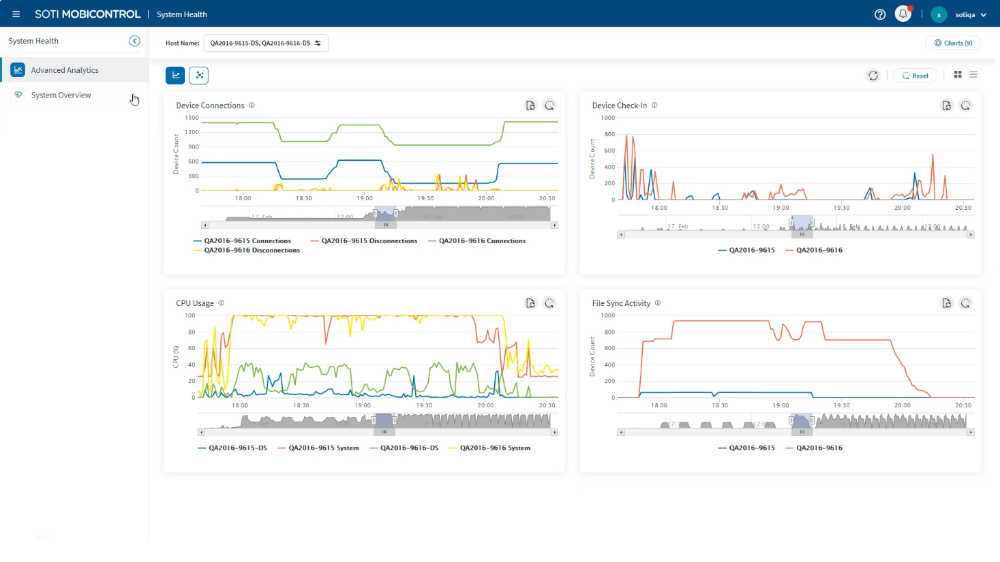 SOTI MOBICONTROL | System Health
s sotiqa
System Health
Host Name: QA2016-9615-DS, QA2016-9616-DS
Charts (9)
Advanced Analytics
System Overview
Reset
Device Connections
1500
1200
900
600
300
0
Device Count
18:00 18:30 19:00 19:30 20:00 20:30
17. Feb 12:00 18. Feb 12:00
QA2016-9615 Connections QA2016-9615 Disconnections QA2016-9616 Connections
QA2016-9616 Disconnections
Device Check-In
1000
800
600
400
200
0
Device Count
18:00 18:30 19:00 19:30 20:00 20:30
17. Feb 12:00 18. Feb 12:00
QA2016-9615 QA2016-9616
CPU Usage
100
80
60
40
20
0
CPU (%)
18:00 18:30 19:00 19:30 20:00 20:30
17. Feb 12:00 18. Feb
QA2016-9615-DS QA2016-9615 System QA2016-9616-DS QA2016-9616 System
File Sync Activity
1000
800
600
400
200
0
Device Count
18:00 18:30 19:00 19:30 20:00 20:30
QA2016-9615 QA2016-9616